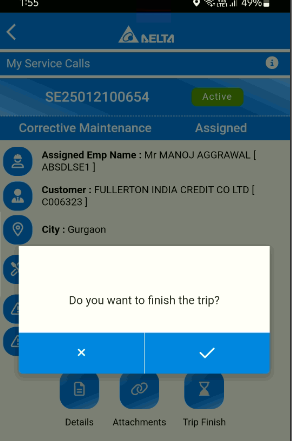 1:55
49%
DELTA
My Service Calls
SE25012100654
Active
Corrective Maintenance
Assigned
Assigned Emp Name : Mr MANOJ AGGRAWAL [
ABSDLSE1 ]
Customer : FULLERTON INDIA CREDIT CO LTD [
C006323 ]
City : Gurgaon
Do you want to finish the trip?
Details
Attachments
Trip Finish